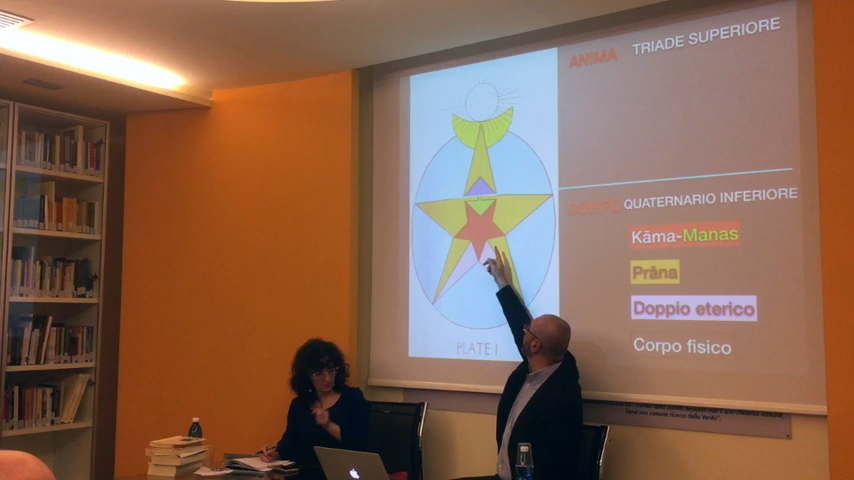 ANIMA TRIADE SUPERIORE
CORPO QUATERNARIO INFERIORE
Kāma-Manas
Prāna
Doppio eterico
Corpo fisico
PLATE I.